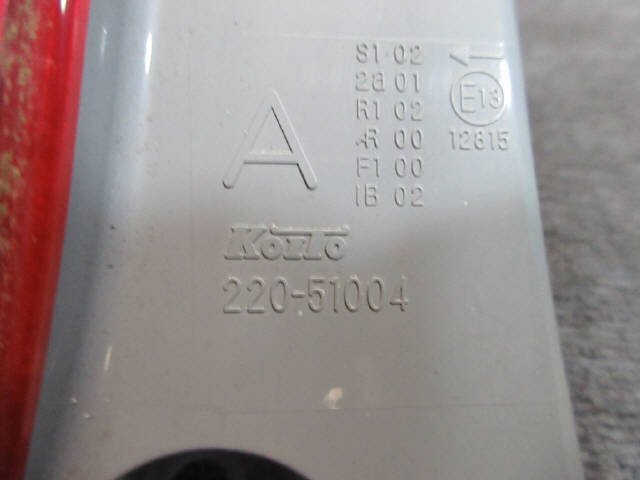 S1 02
2a 01
R1 02
AR 00
F1 00
IB 02
E13
12815
A
KOITO
220-51004